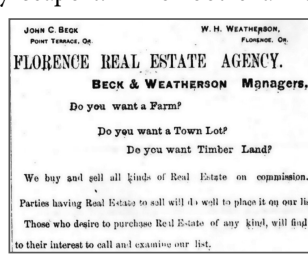 JOHN C. BECK W. H. WEATHERSON,
POINT TERRACE, OR. FLORENCE, OR.
FLORENCE REAL ESTATE AGENCY.
BECK & WEATHERSON Managers,
Do you want a Farm?
Do you want a Town Lot?
Do you want Timber Land?
We buy and sell all kinds of Real Estate on commission.
Parties having Real Estate to sell will do well to place it on our li
Those who desire to purchase Real Estate of any kind, will find
to their interest to call and examine our list.